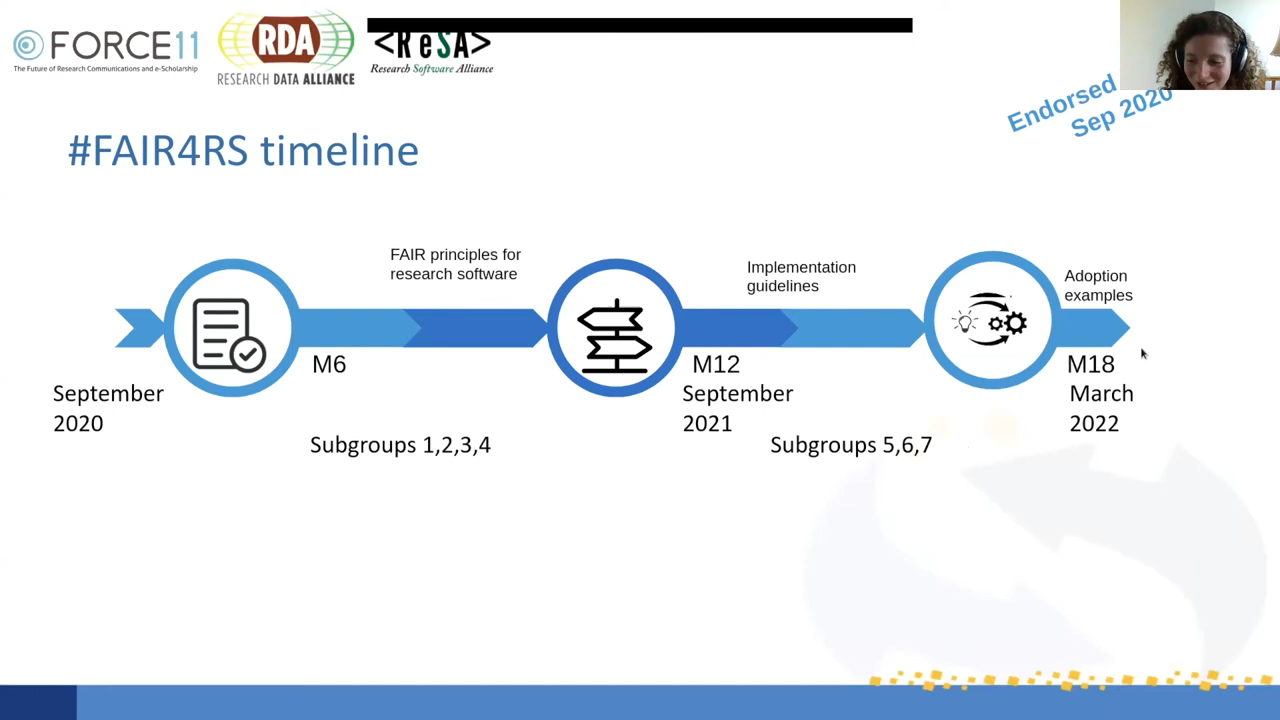 FORCE11
The Future of Research Communications and e-Scholarship
RDA
RESEARCH DATA ALLIANCE
<ReSA>
Research Software Alliance
Endorsed
Sep 2020
#FAIR4RS timeline
FAIR principles for
research software
Implementation
guidelines
Adoption
examples
M6
M12
M18
September
2020
September
2021
March
2022
Subgroups 1,2,3,4
Subgroups 5,6,7